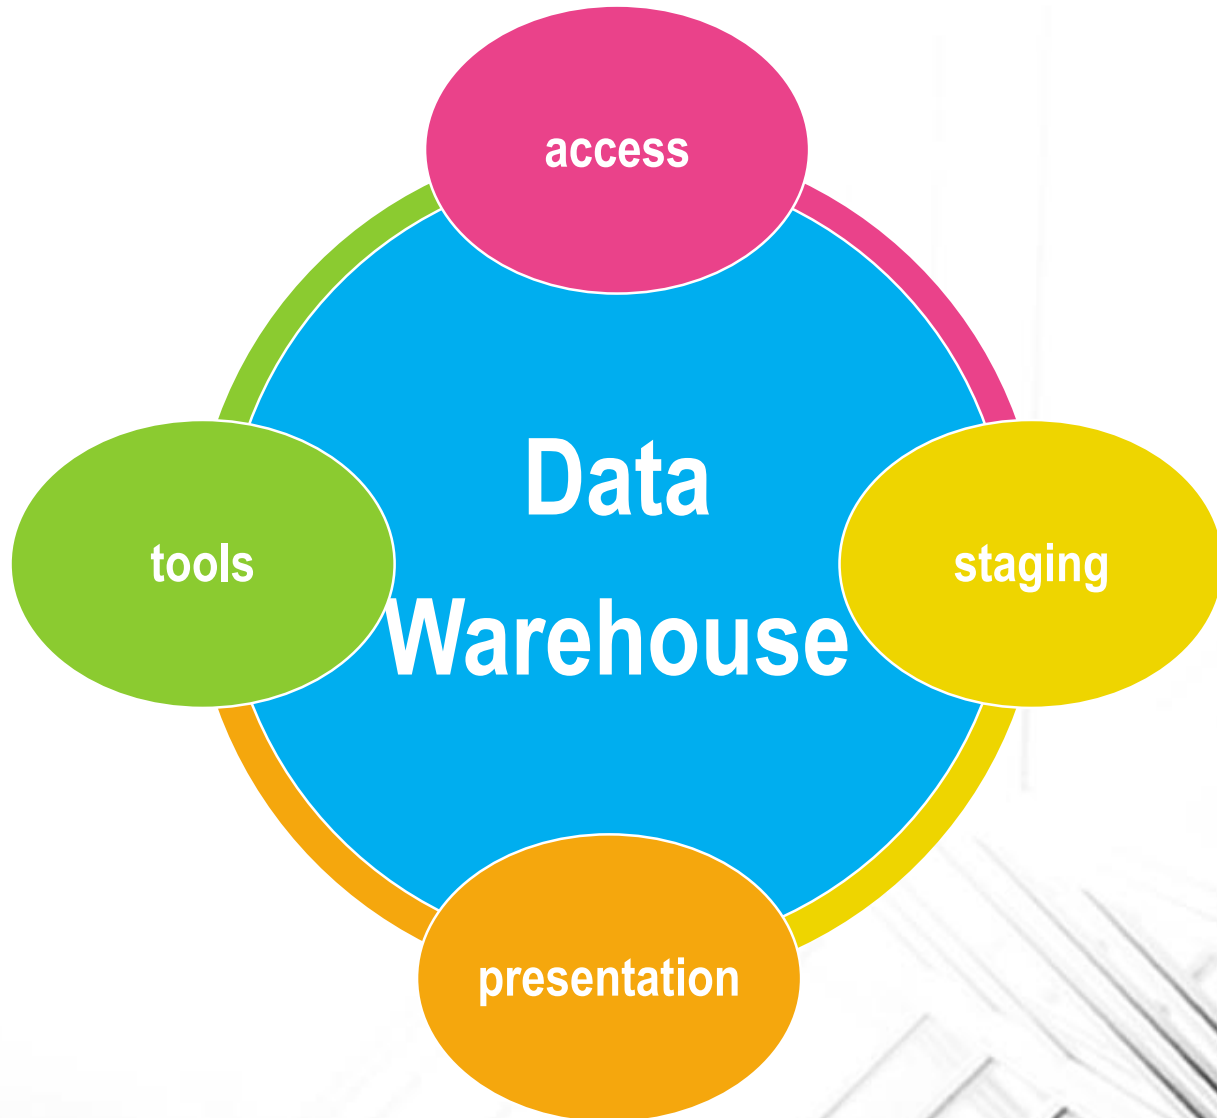 access
Data
Warehouse
tools
staging
presentation